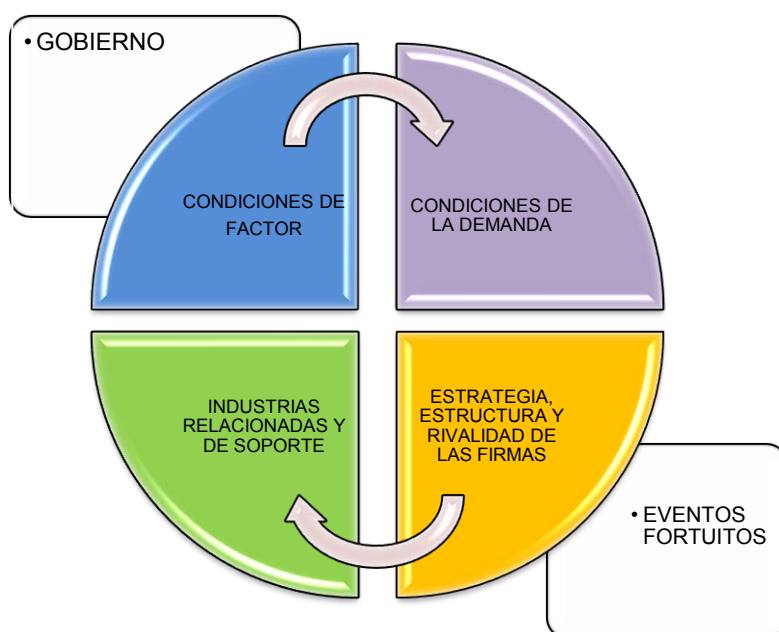 • GOBIERNO
CONDICIONES DE
FACTOR
CONDICIONES DE
LA DEMANDA
INDUSTRIAS
RELACIONADAS Y
DE SOPORTE
ESTRATEGIA,
ESTRUCTURA Y
RIVALIDAD DE
LAS FIRMAS
• EVENTOS
FORTUITOS